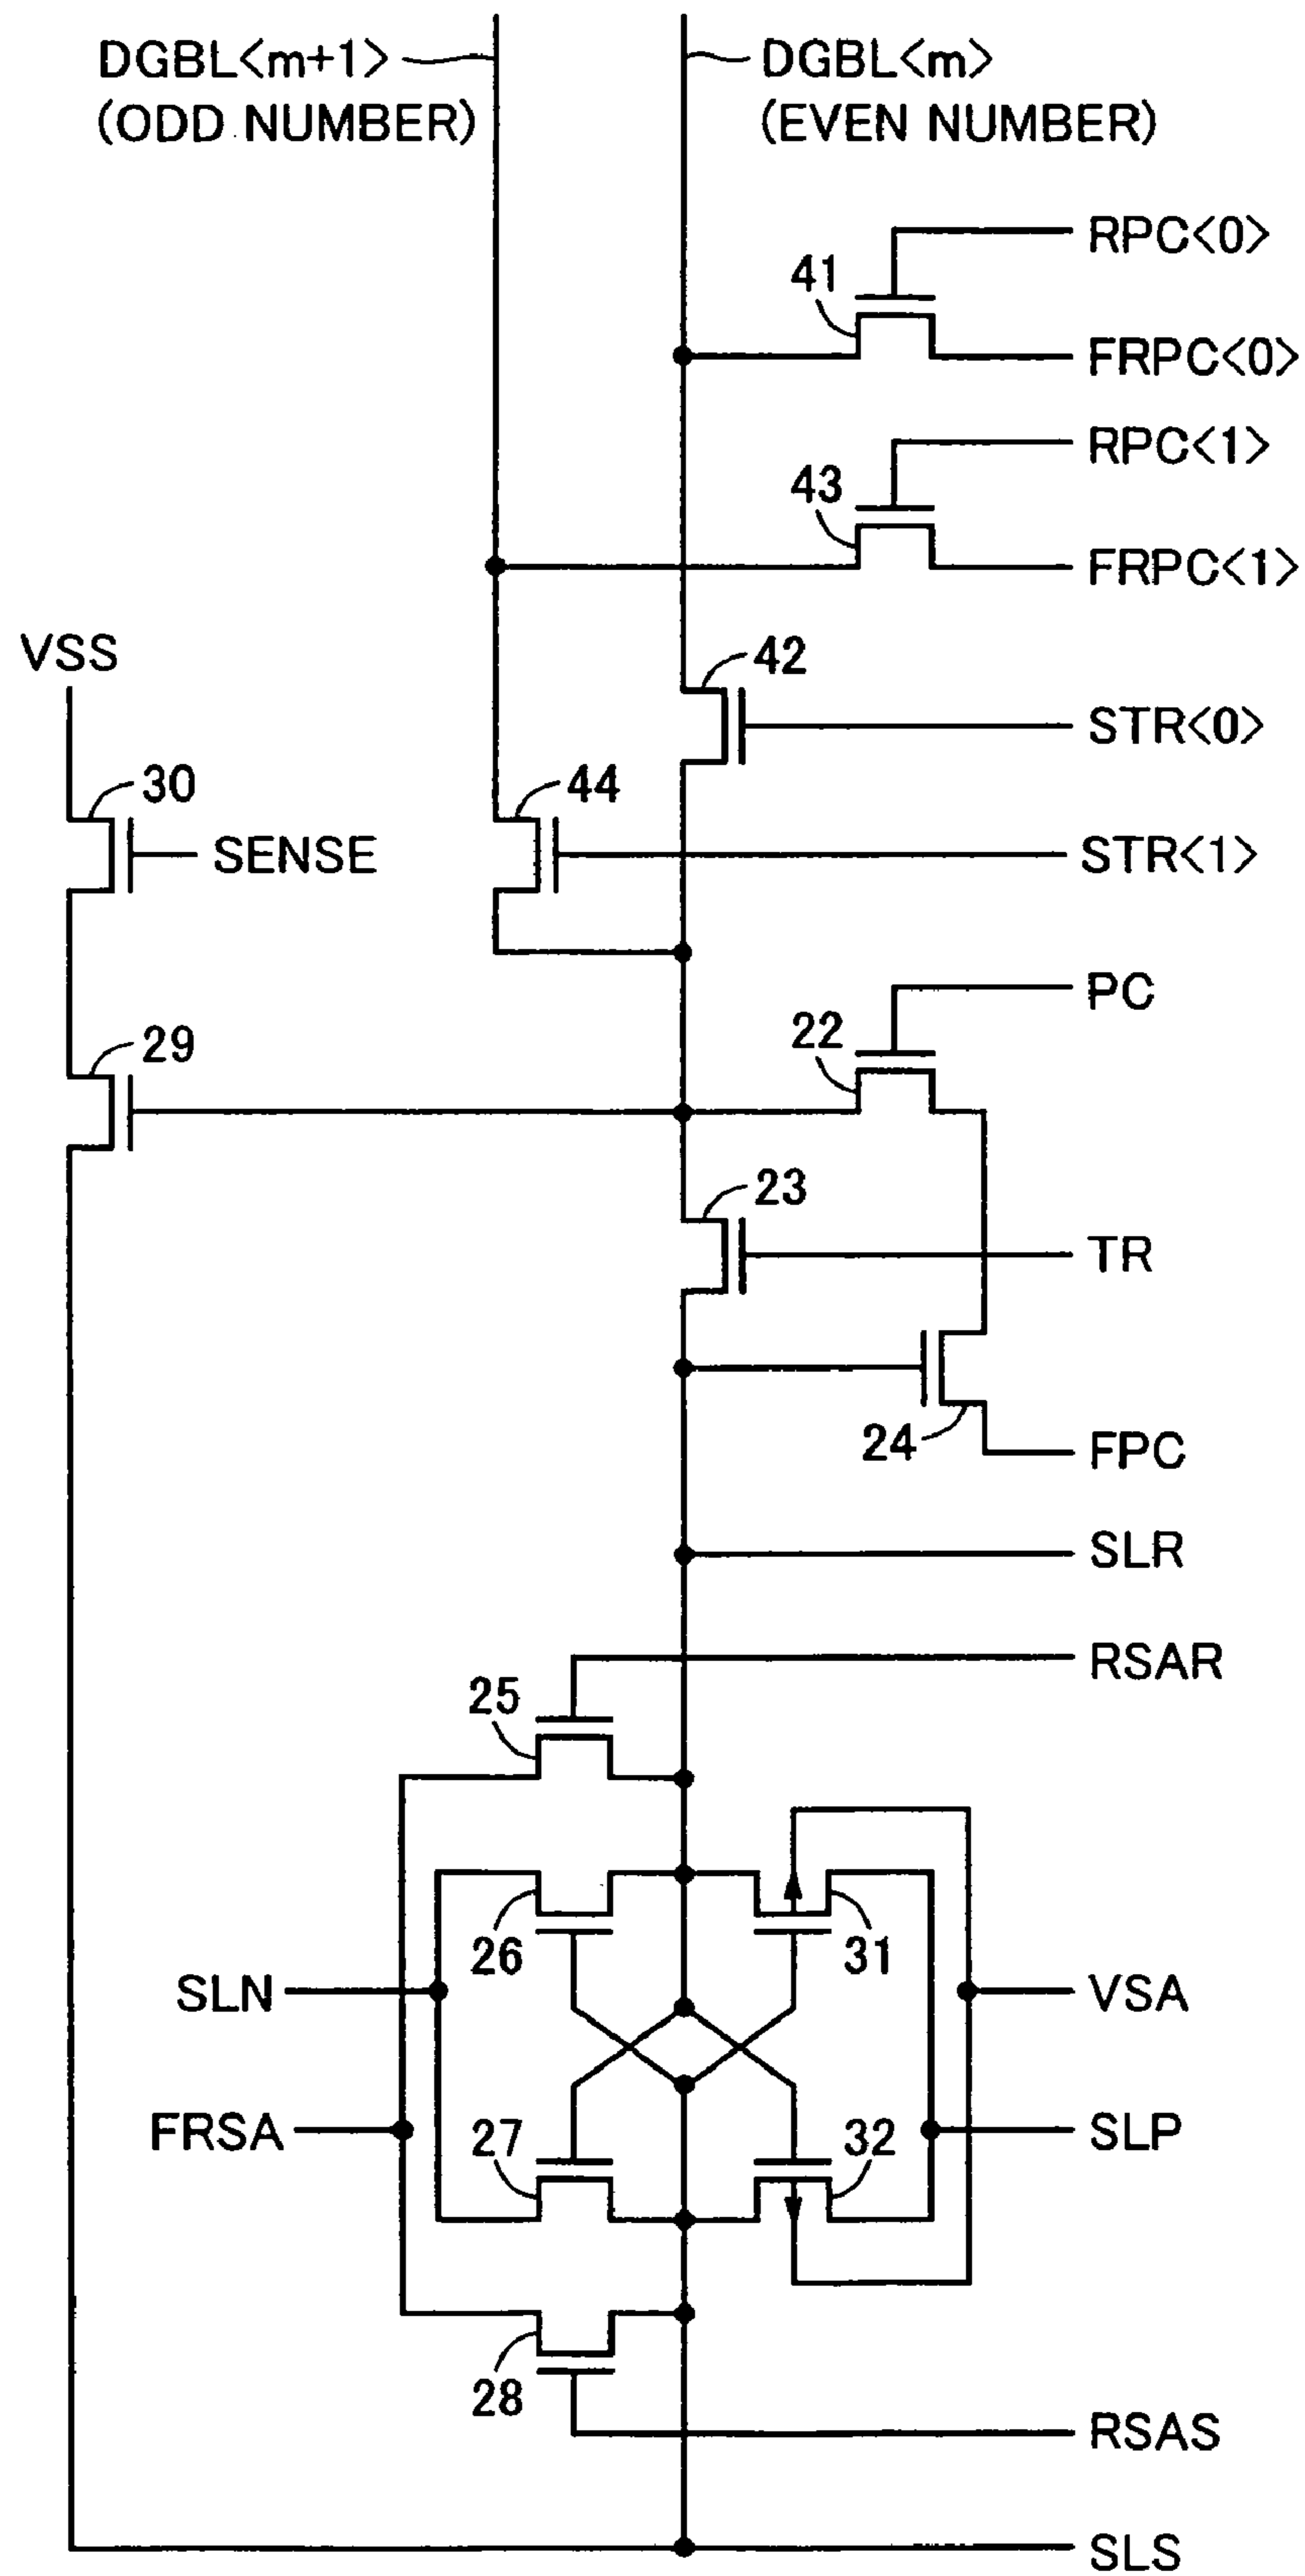 DGBL<m+1>
(ODD NUMBER)
DGBL<m>
(EVEN NUMBER)
RPC<0>
41
FRPC<0>
RPC<1>
43
FRPC<1>
VSS
42
STR<0>
30
44
SENSE
STR<1>
PC
29
22
23
TR
24
FPC
SLR
RSAR
25
26
31
SLN
VSA
FRSA
27
32
SLP
28
RSAS
SLS